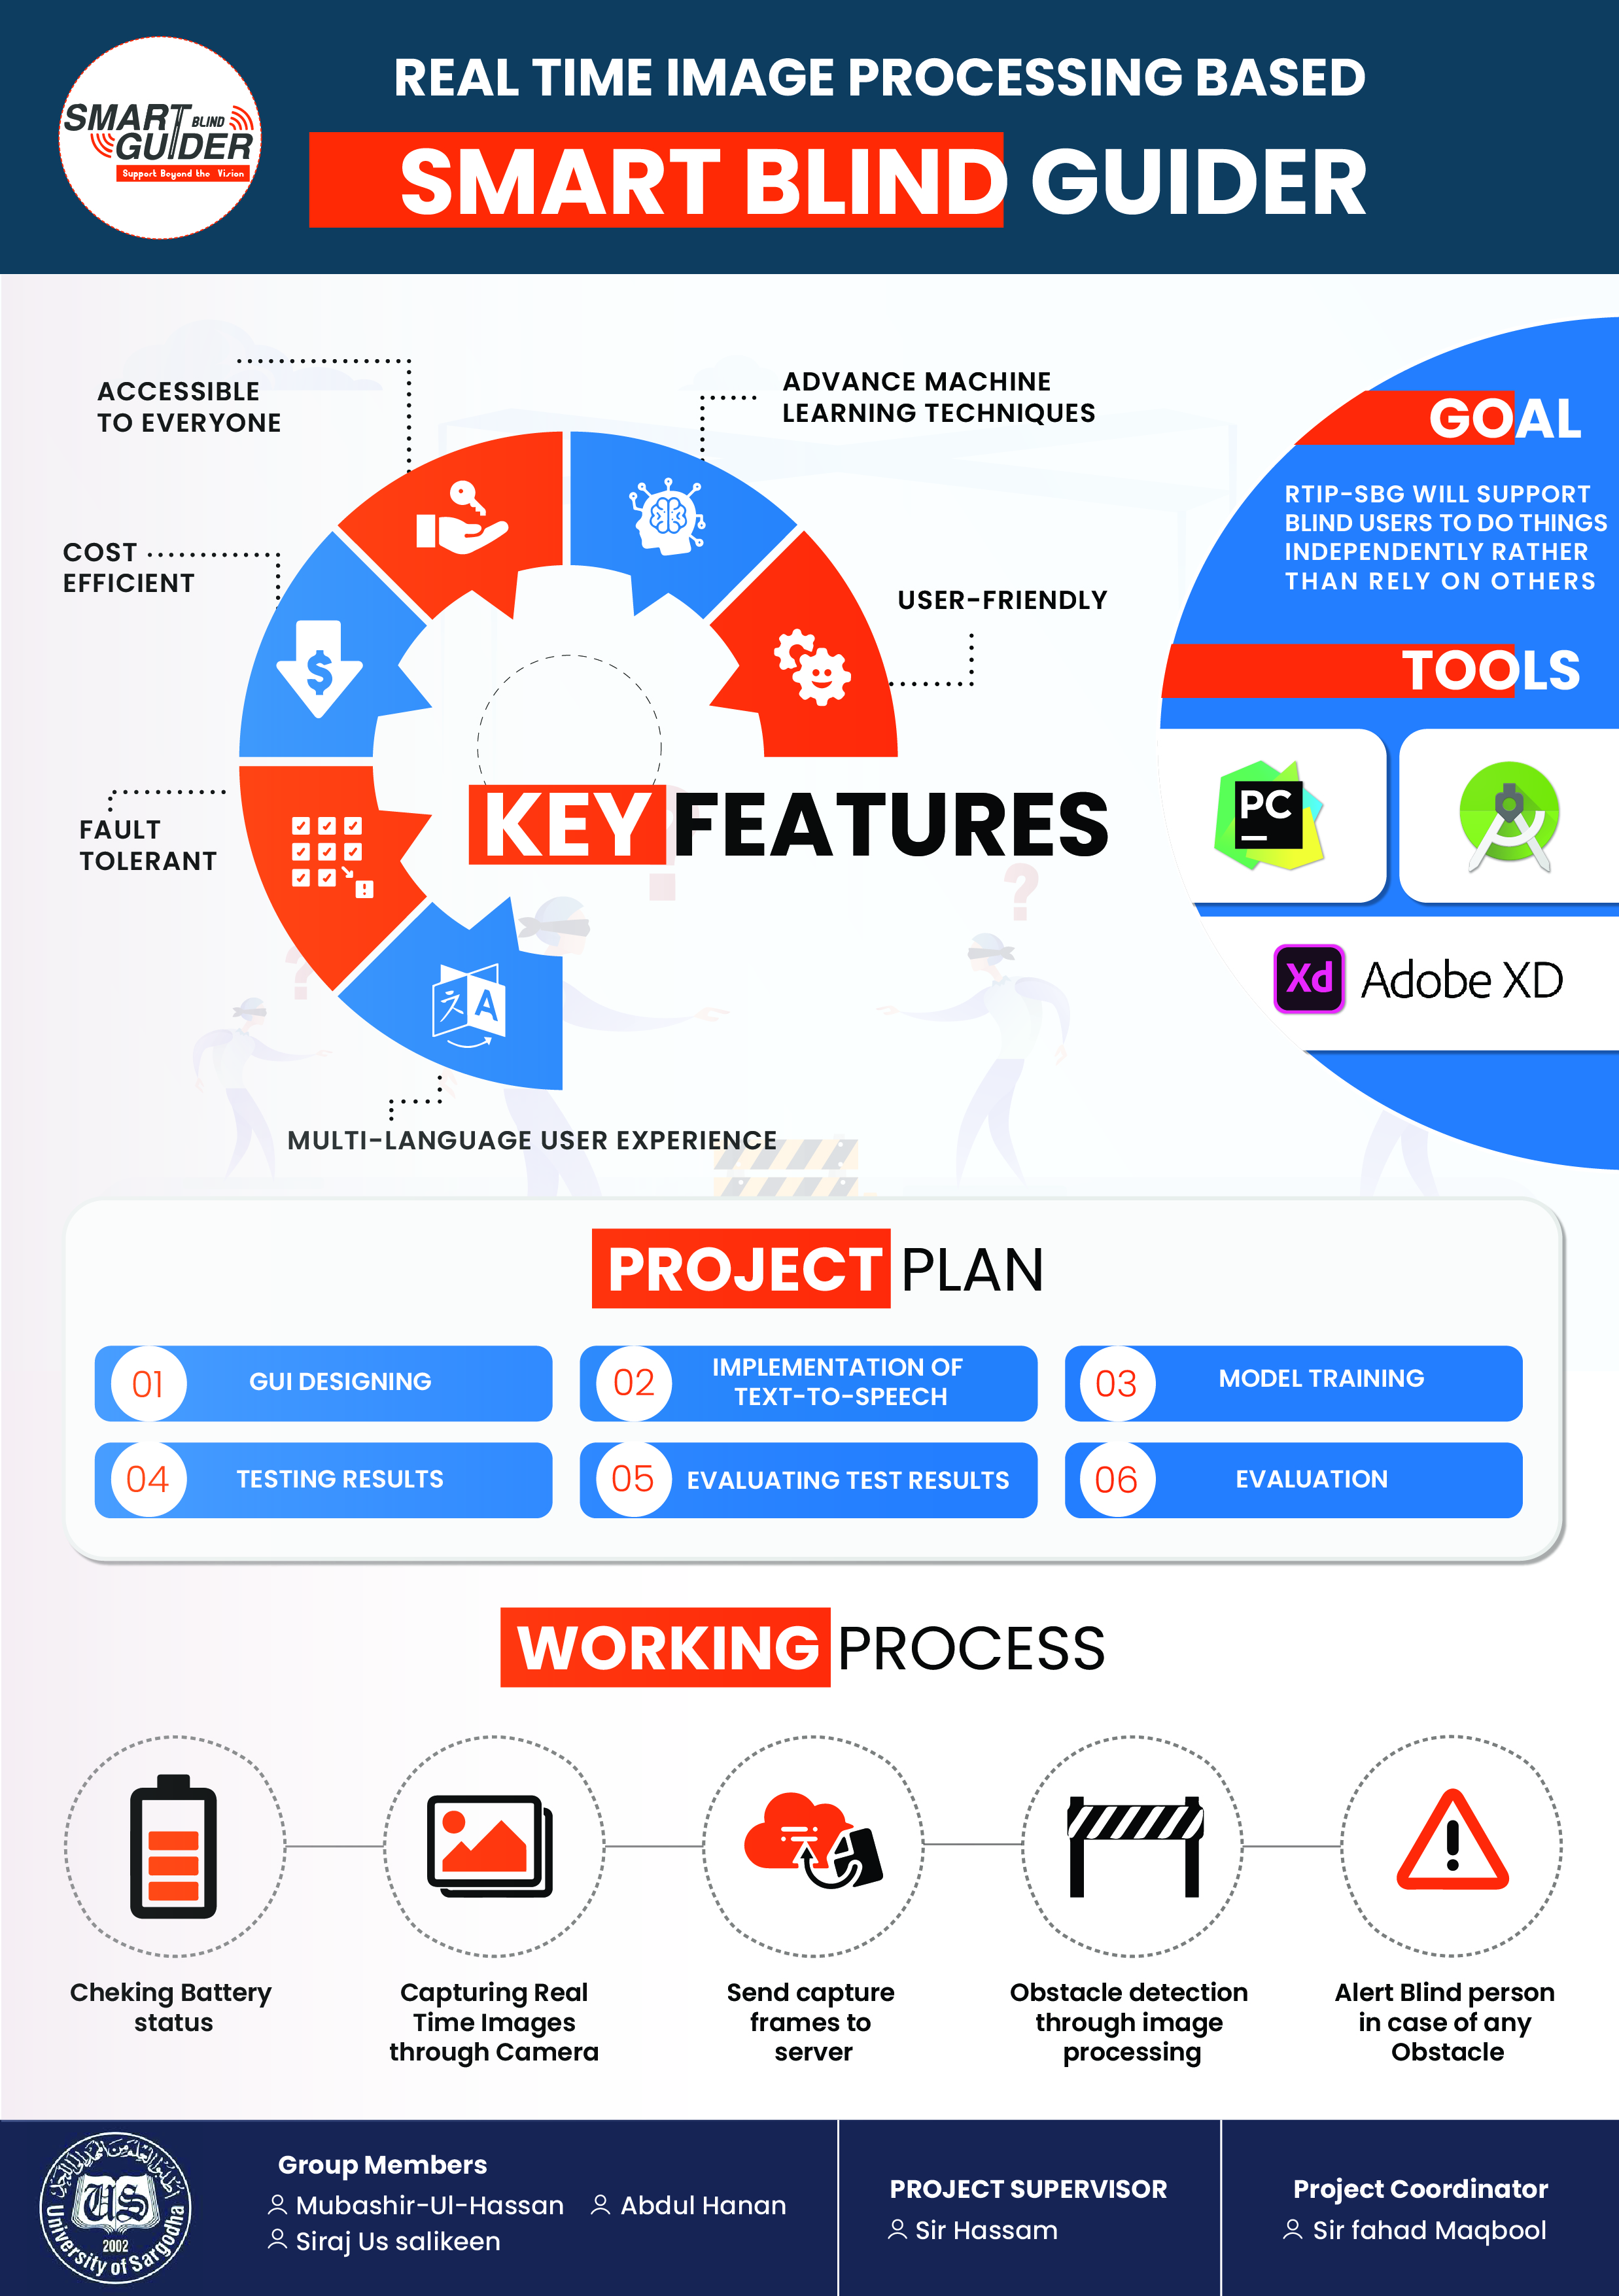 SMART BLIND
GUIDER
Support Beyond the Vision
REAL TIME IMAGE PROCESSING BASED
SMART BLIND GUIDER
ACCESSIBLE
TO EVERYONE
ADVANCE MACHINE
LEARNING TECHNIQUES
COST
EFFICIENT
USER-FRIENDLY
FAULT
TOLERANT
KEY FEATURES
A
MULTI-LANGUAGE USER EXPERIENCE
GOAL
RTIP-SBG WILL SUPPORT
BLIND USERS TO DO THINGS
INDEPENDENTLY RATHER
THAN RELY ON OTHERS
TOOLS
PC
Xd Adobe XD
PROJECT PLAN
01 GUI DESIGNING
02 IMPLEMENTATION OF
TEXT-TO-SPEECH
03 MODEL TRAINING
04 TESTING RESULTS
05 EVALUATING TEST RESULTS
06 EVALUATION
WORKING PROCESS
Cheking Battery
status
Capturing Real
Time Images
through Camera
Send capture
frames to
server
Obstacle detection
through image
processing
Alert Blind person
in case of any
Obstacle
US
2002
University of Sargodha
Group Members
Mubashir-Ul-Hassan
Abdul Hanan
Siraj Us salikeen
PROJECT SUPERVISOR
Sir Hassam
Project Coordinator
Sir fahad Maqbool